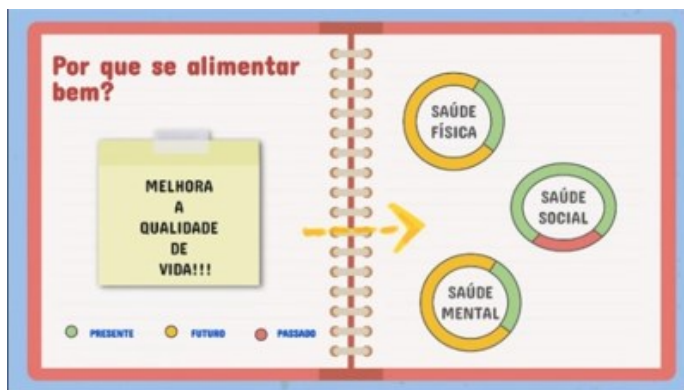 Por que se alimentar
bem?
MELHORA
A
QUALIDADE
DE
VIDA!!!
PRESENTE
FUTURO
PASSADO
SAÚDE
FÍSICA
SAÚDE
SOCIAL
SAÚDE
MENTAL